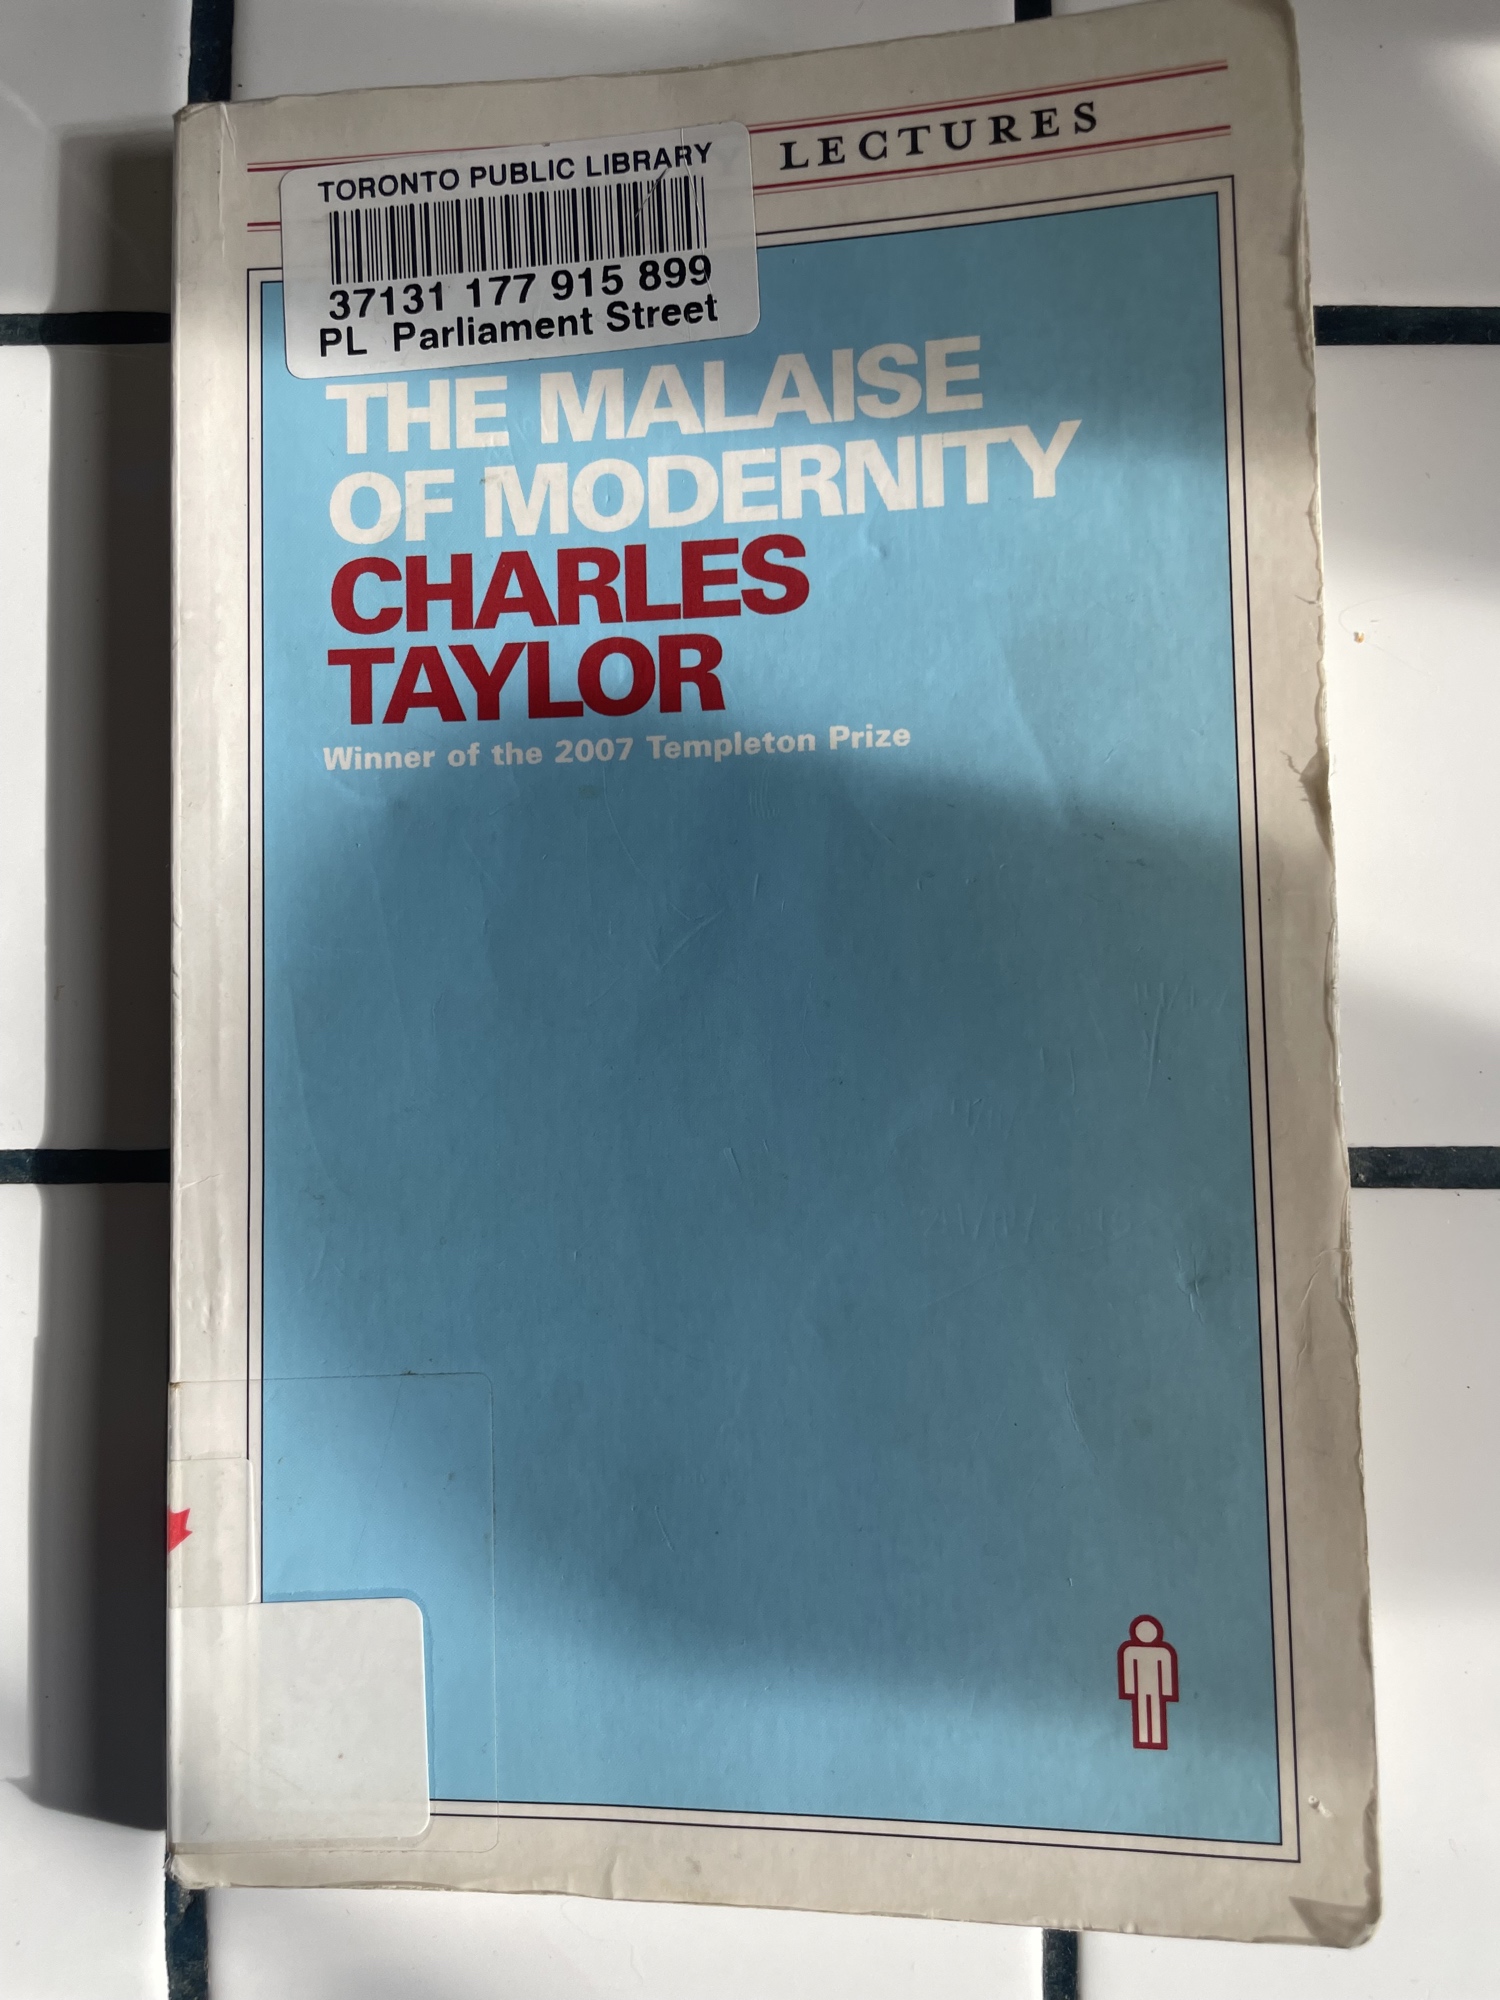 LECTURES
TORONTO PUBLIC LIBRARY
37131 177 915 899
PL Parliament Street
THE MALAISE
OF MODERNITY
CHARLES
TAYLOR
Winner of the 2007 Templeton Prize